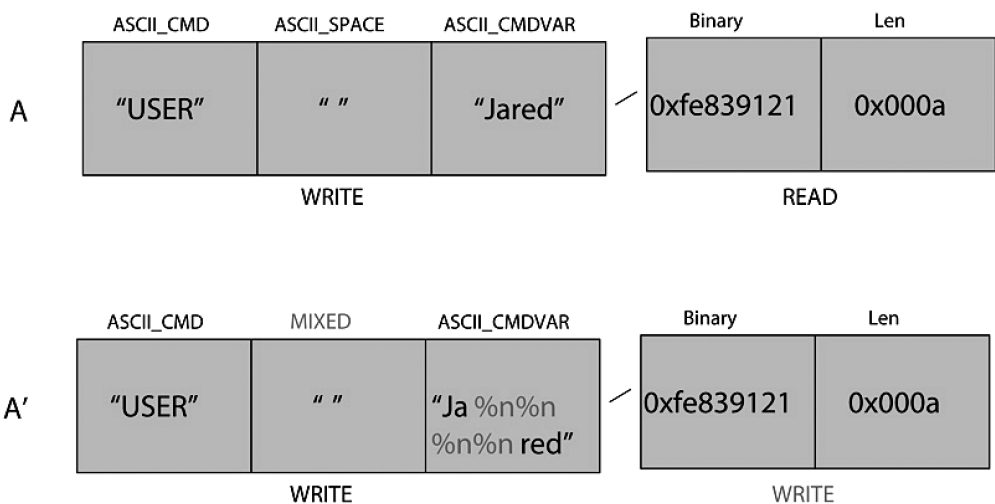 ASCII_CMD ASCII_SPACE ASCII_CMDVAR Binary Len
A "USER" " " "Jared" 0xfe839121 0x000a
WRITE READ
ASCII_CMD MIXED ASCII_CMDVAR Binary Len
A' "USER" " " "Ja %n%n 0xfe839121 0x000a
%n%n red"
WRITE WRITE